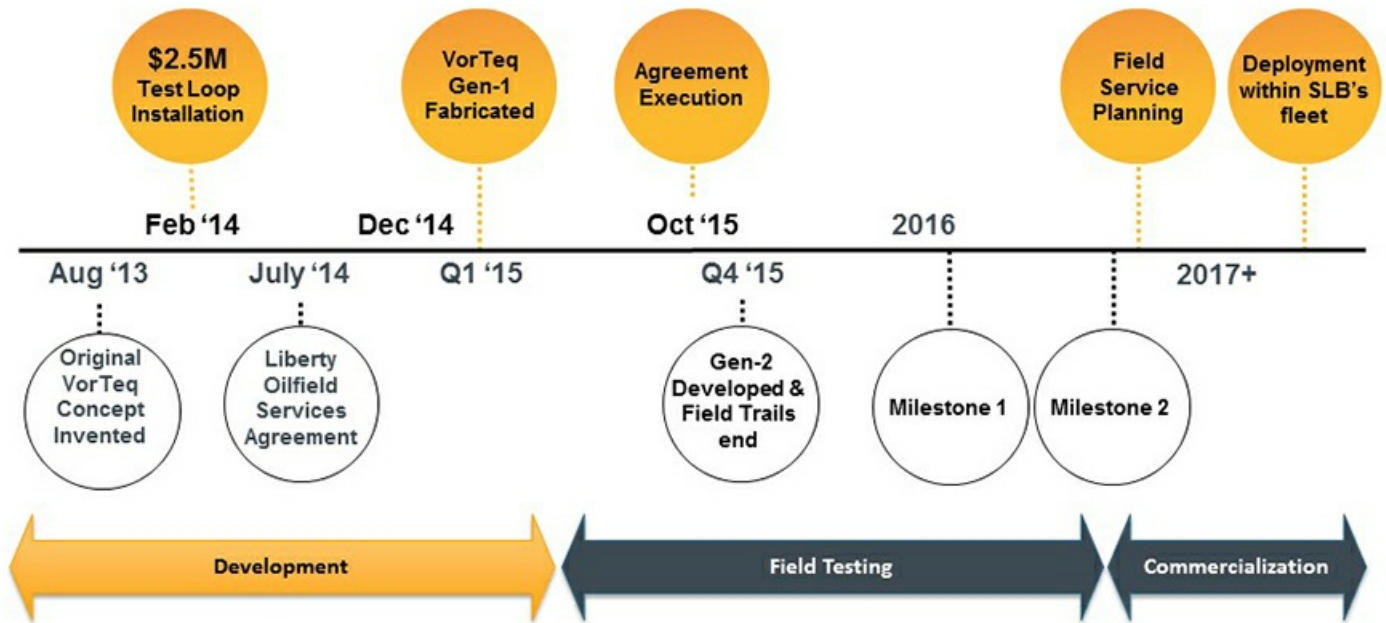 $2.5M
Test Loop
Installation
VorTeq
Gen-1
Fabricated
Agreement
Execution
Field
Service
Planning
Deployment
within SLB's
fleet
Feb ‘14
Dec ‘14
Oct ‘15
2016
Aug ‘13
July ‘14
Q1 ‘15
Q4 ‘15
2017+
Original
VorTeq
Concept
Invented
Liberty
Oilfield
Services
Agreement
Gen-2
Developed &
Field Trails
end
Milestone 1
Milestone 2
Development
Field Testing
Commercialization